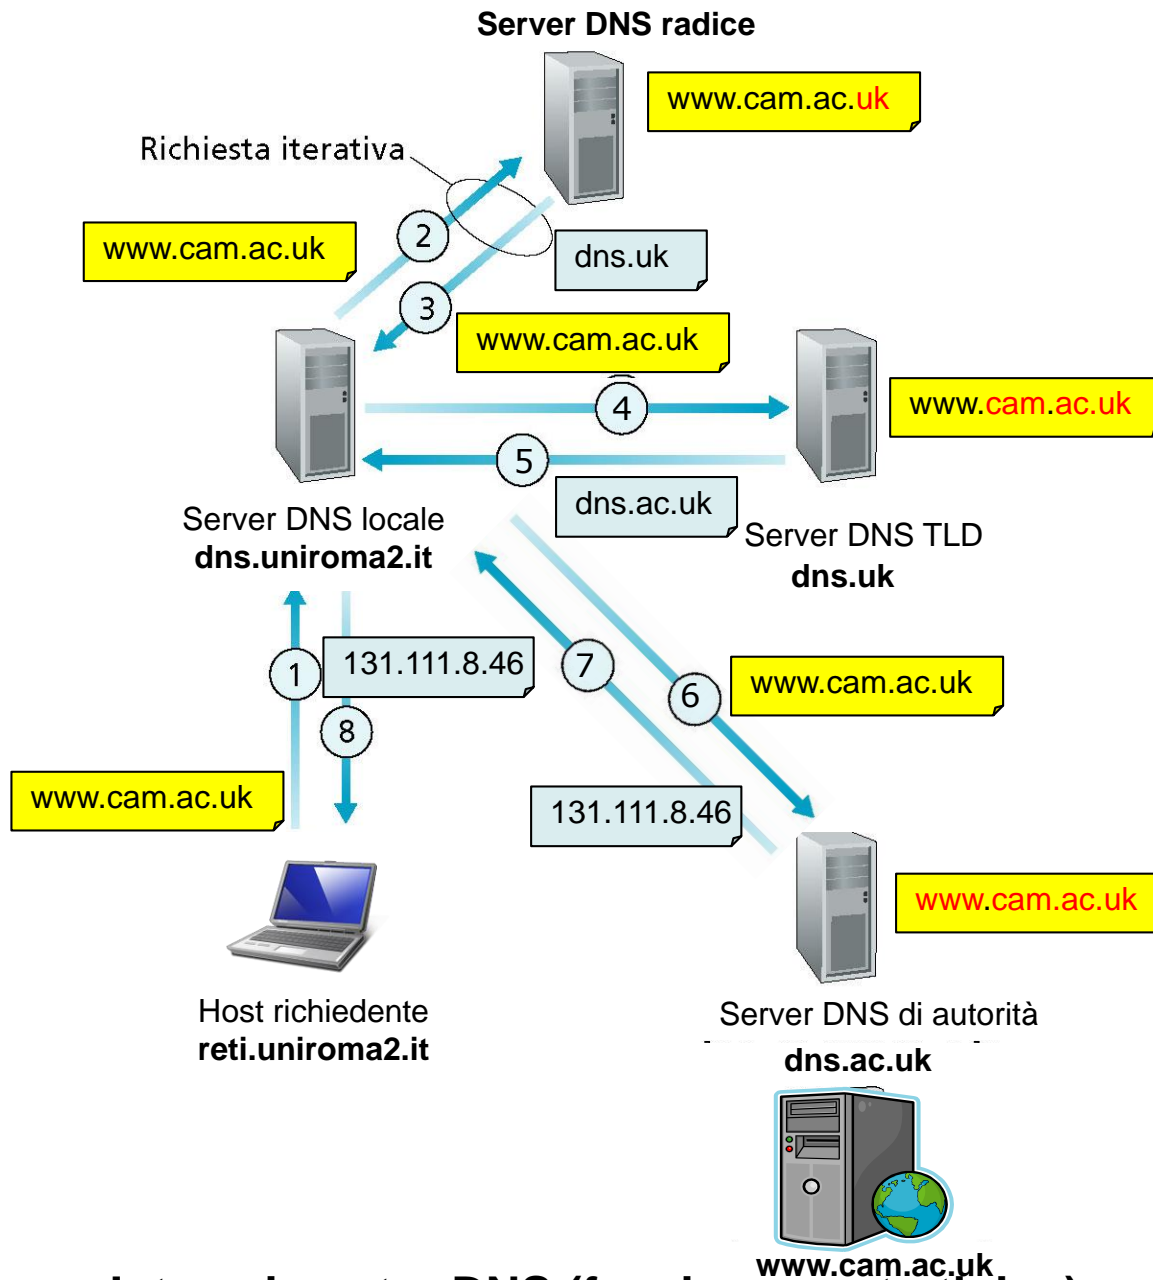 Server DNS radice
www.cam.ac.uk
Richiesta iterativa
www.cam.ac.uk
2
dns.uk
3
www.cam.ac.uk
4
www.cam.ac.uk
5
dns.ac.uk
Server DNS locale
dns.uniroma2.it
Server DNS TLD
dns.uk
1
131.111.8.46
7
6
www.cam.ac.uk
8
www.cam.ac.uk
131.111.8.46
www.cam.ac.uk
Host richiedente
reti.uniroma2.it
Server DNS di autorità
dns.ac.uk
www.cam.ac.uk